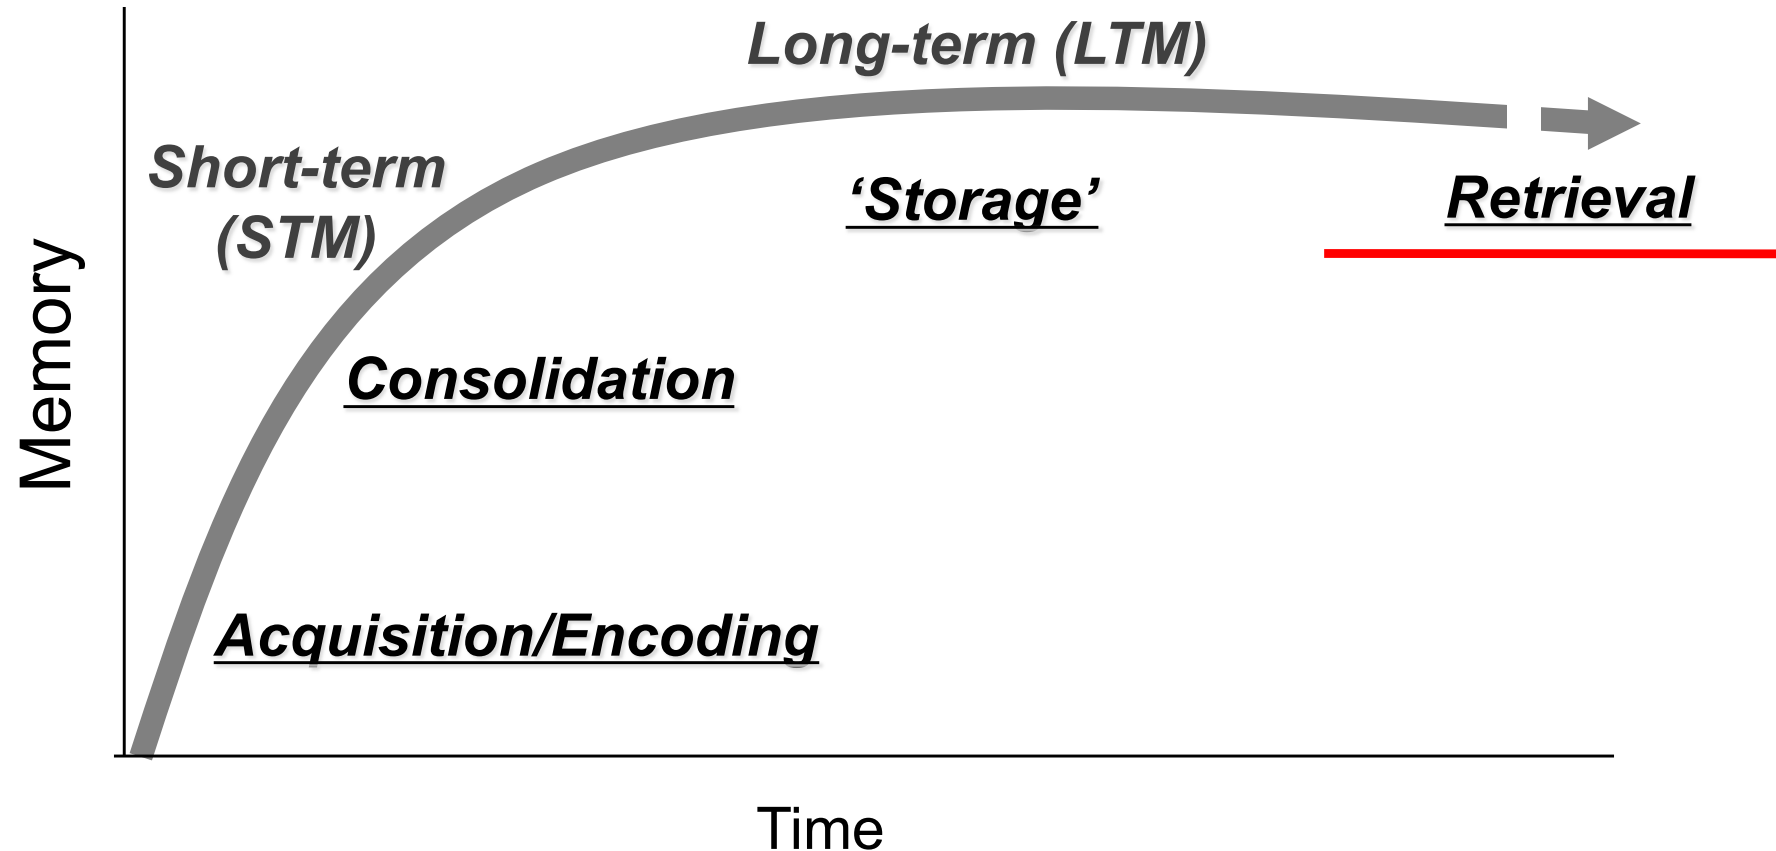 Long-term (LTM)
Short-term
(STM)
‘Storage’
Retrieval
Consolidation
Acquisition/Encoding
Memory
Time